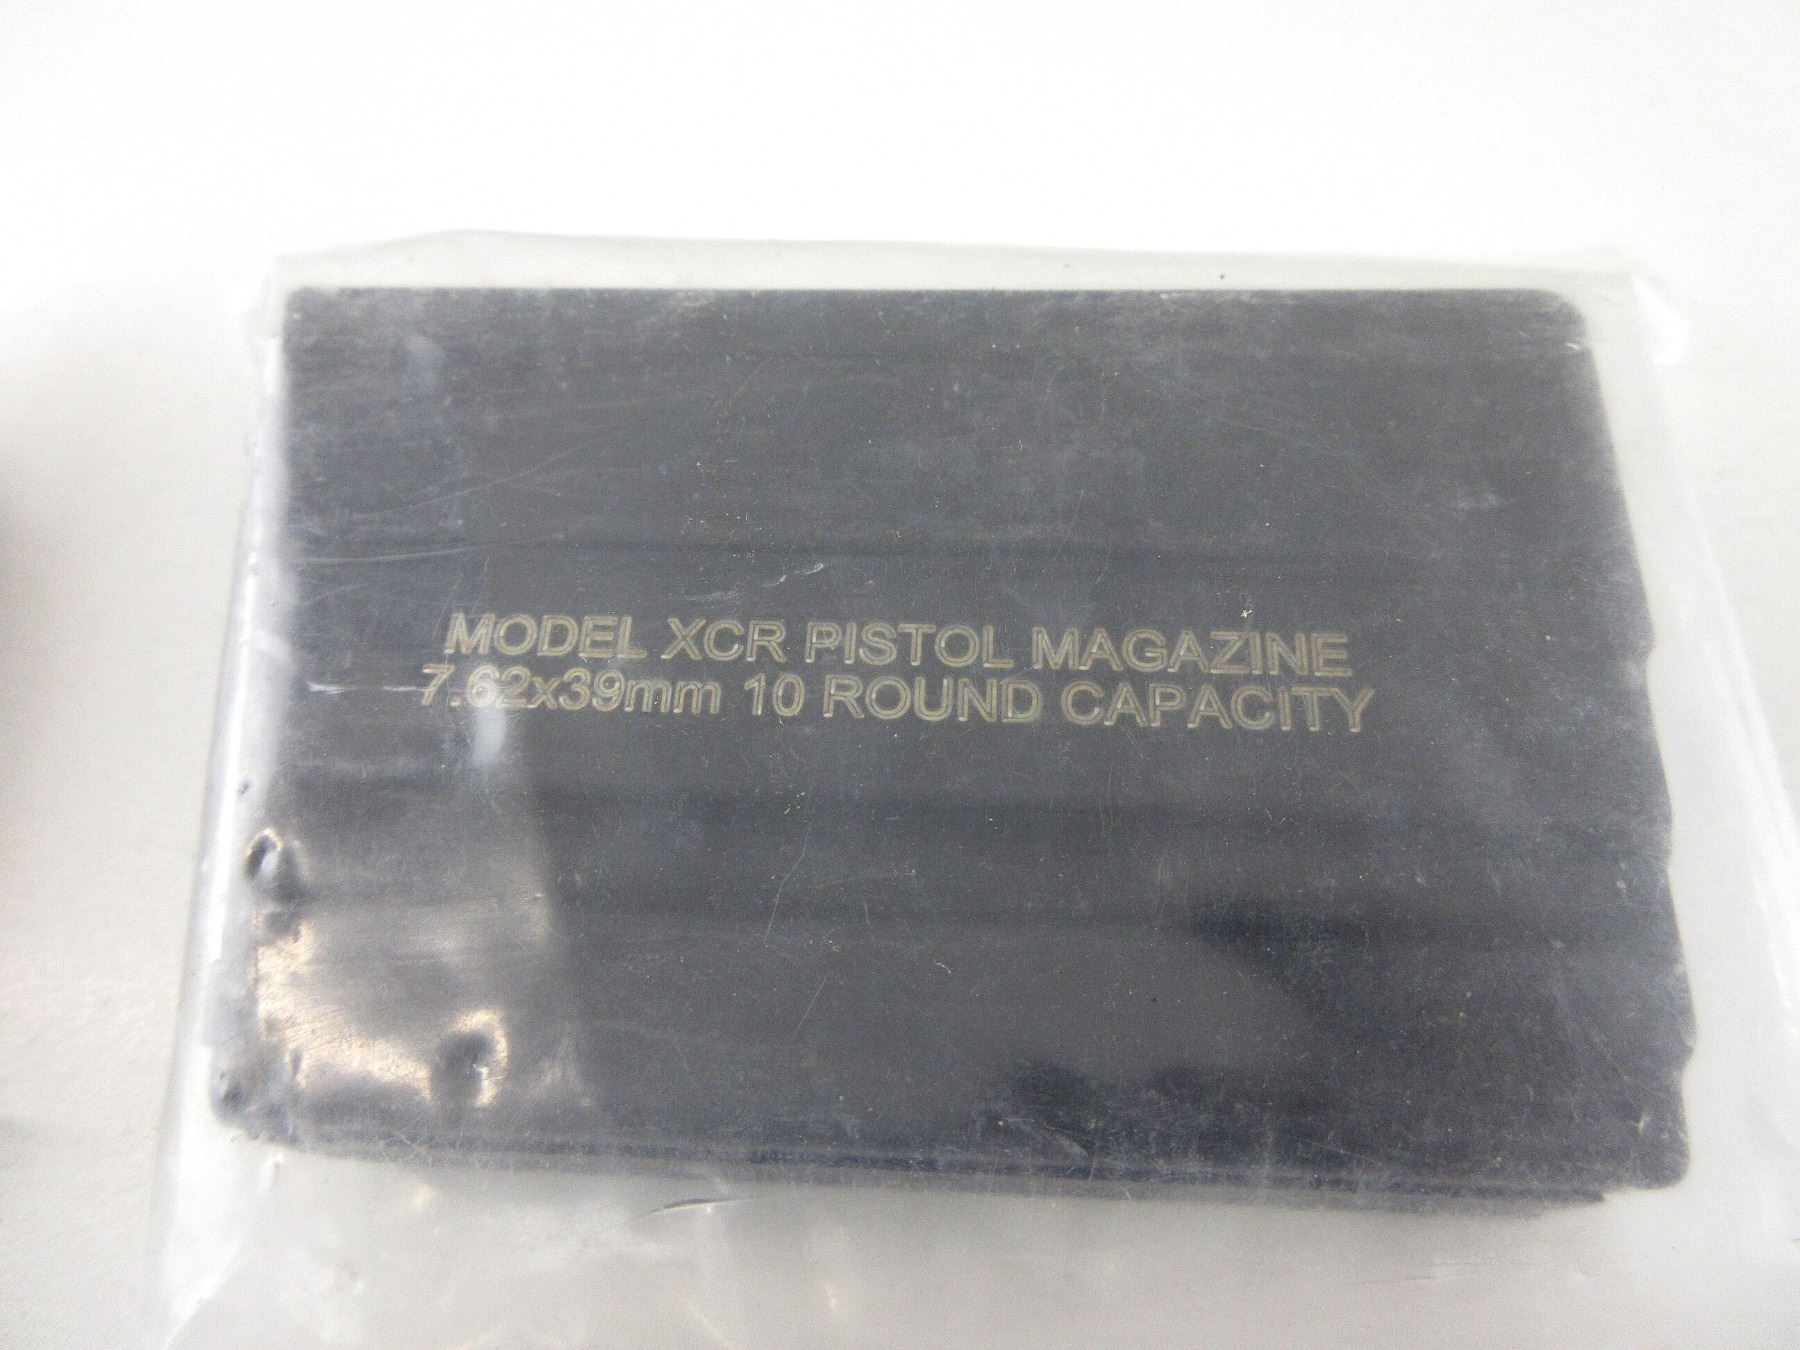 MODEL XCR PISTOL MAGAZINE
7.62x39mm 10 ROUND CAPACITY